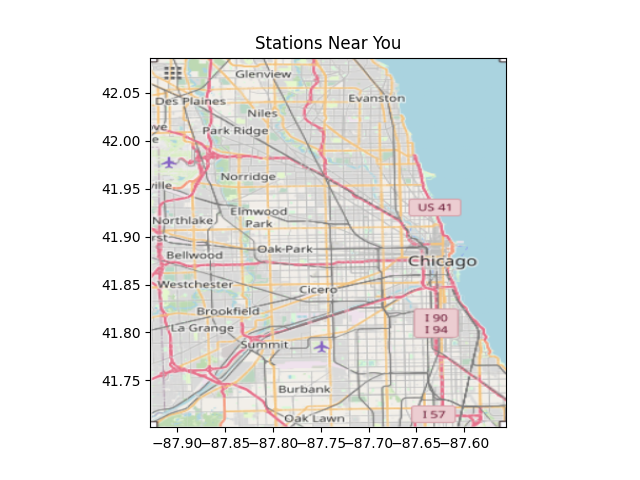 Stations Near You
42.05
42.00
41.95
41.90
41.85
41.80
41.75
Glenview
Des Plaines
Evanston
Niles
Park Ridge
Norridge
ville
Northlake
Elmwood
Park
US 41
Bellwood
Oak Park
Chicago
Westchester
Cicero
Brookfield
La Grange
I 90
I 94
Summit
Burbank
Oak Lawn
I 57
−87.90−87.85−87.80−87.75−87.70−87.65−87.60